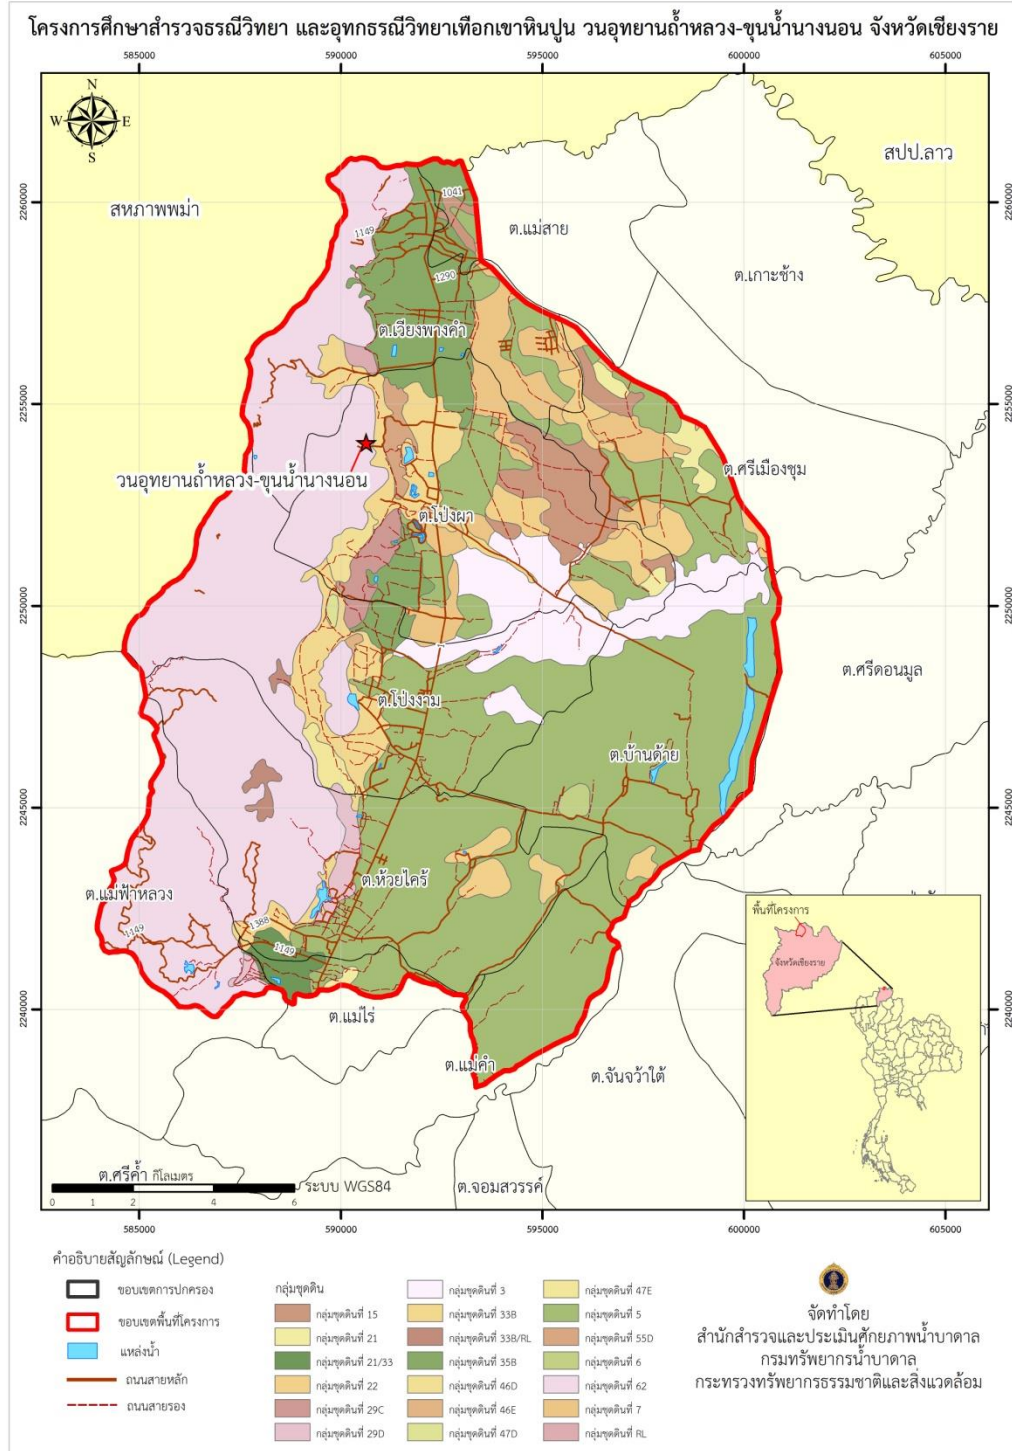 โครงการศึกษาสำรวจธรณีวิทยา และอุทกธรณีวิทยาเทือกเขาหินปูน วนอุทยานถ้ำหลวง-ขุนน้ำนางนอน จังหวัดเชียงราย
585000 590000 595000 600000 605000
N
W E
S
สปป.ลาว
สหภาพพม่า
2260000 2260000
1041
1149
ต.แม่สาย
1290
ต.เกาะช้าง
ต.เวียงพางคำ
2255000 2255000
ต.ศรีเมืองชุม
วนอุทยานถ้ำหลวง-ขุนน้ำนางนอน
ต.โป่งผา
2250000 2250000
ต.ศรีดอนมูล
ต.โป่งงาม
ต.บ้านด้าย
2245000 2245000
ต.ห้วยไคร้
ต.แม่ฟ้าหลวง
1149
1388
1149
พื้นที่โครงการ
จังหวัดเชียงราย
2240000 2240000
ต.แม่ไร่
ต.แม่คำ
ต.จันจว้าใต้
ต.ศรีค้ำ กิโลเมตร
ระบบ WGS84
ต.จอมสวรรค์
0 1 2 4 6
585000 590000 595000 600000 605000
คำอธิบายสัญลักษณ์ (Legend)
ขอบเขตการปกครอง
ขอบเขตพื้นที่โครงการ
แหล่งน้ำ
ถนนสายหลัก
ถนนสายรอง
กลุ่มชุดดิน
กลุ่มชุดดินที่ 15
กลุ่มชุดดินที่ 21
กลุ่มชุดดินที่ 21/33
กลุ่มชุดดินที่ 22
กลุ่มชุดดินที่ 29C
กลุ่มชุดดินที่ 29D
กลุ่มชุดดินที่ 3
กลุ่มชุดดินที่ 33B
กลุ่มชุดดินที่ 33B/RL
กลุ่มชุดดินที่ 35B
กลุ่มชุดดินที่ 46D
กลุ่มชุดดินที่ 46E
กลุ่มชุดดินที่ 47D
กลุ่มชุดดินที่ 47E
กลุ่มชุดดินที่ 5
กลุ่มชุดดินที่ 55D
กลุ่มชุดดินที่ 6
กลุ่มชุดดินที่ 62
กลุ่มชุดดินที่ 7
กลุ่มชุดดินที่ RL
จัดทำโดย
สำนักสำรวจและประเมินศักยภาพน้ำบาดาล
กรมทรัพยากรน้ำบาดาล
กระทรวงทรัพยากรธรรมชาติและสิ่งแวดล้อม